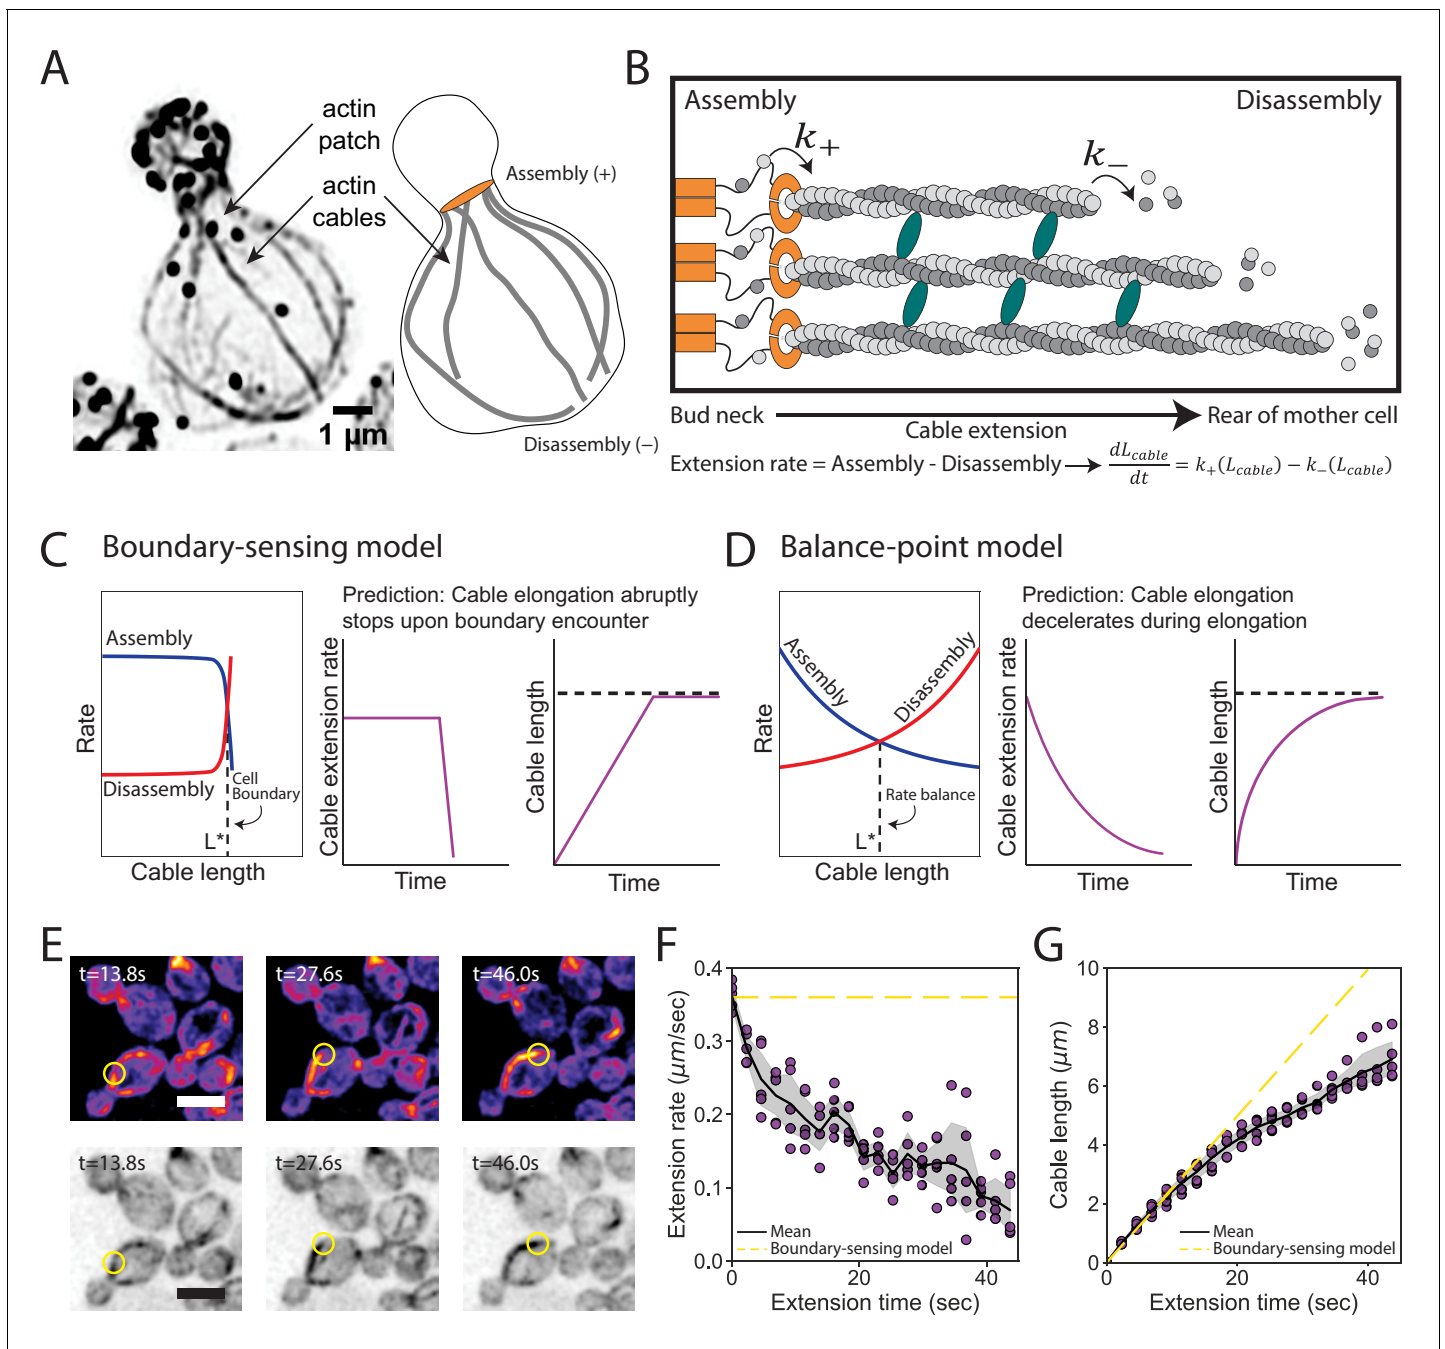 A
actin
patch
actin
cables
Assembly (+)
Disassembly (–)
1 µm
B
Assembly
Disassembly
k+
k−
Bud neck
Rear of mother cell
Cable extension
Extension rate = Assembly - Disassembly → dL_cable/dt = k+(L_cable) − k−(L_cable)
C Boundary-sensing model
Assembly
Disassembly
Cell
Boundary
L*
Rate
Cable length
Prediction: Cable elongation abruptly
stops upon boundary encounter
Cable extension rate
Time
Cable length
Time
D Balance-point model
Assembly
Disassembly
Rate balance
L*
Rate
Cable length
Prediction: Cable elongation
decelerates during elongation
Cable extension rate
Time
Cable length
Time
E
t=13.8s
t=27.6s
t=46.0s
t=13.8s
t=27.6s
t=46.0s
F
Extension rate (µm/sec)
0.4
0.3
0.2
0.1
0.0
Mean
Boundary-sensing model
0 20 40
Extension time (sec)
G
Cable length (µm)
10
8
6
4
2
0
Mean
Boundary-sensing model
0 20 40
Extension time (sec)